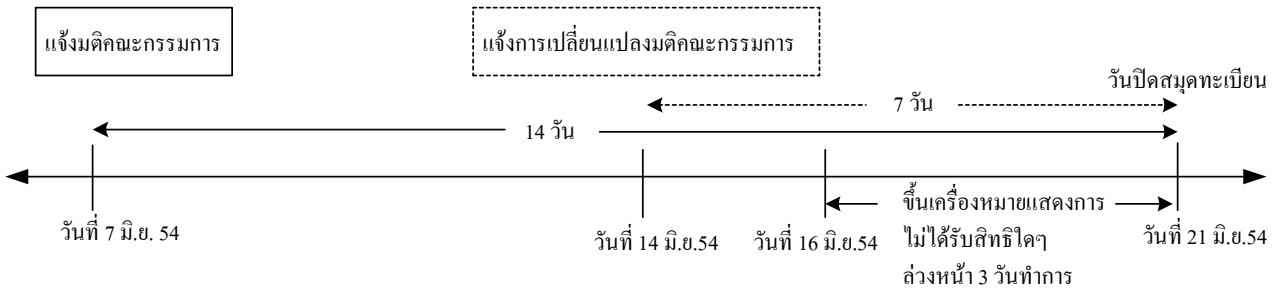 แจ้งมติคณะกรรมการ
แจ้งการเปลี่ยนแปลงมติคณะกรรมการ
วันปิดสมุดทะเบียน
7 วัน
14 วัน
วันที่ 7 มิ.ย. 54
วันที่ 14 มิ.ย.54
วันที่ 16 มิ.ย.54
ขึ้นเครื่องหมายแสดงการ
ไม่ได้รับสิทธิใดๆ
ล่วงหน้า 3 วันทำการ
วันที่ 21 มิ.ย.54